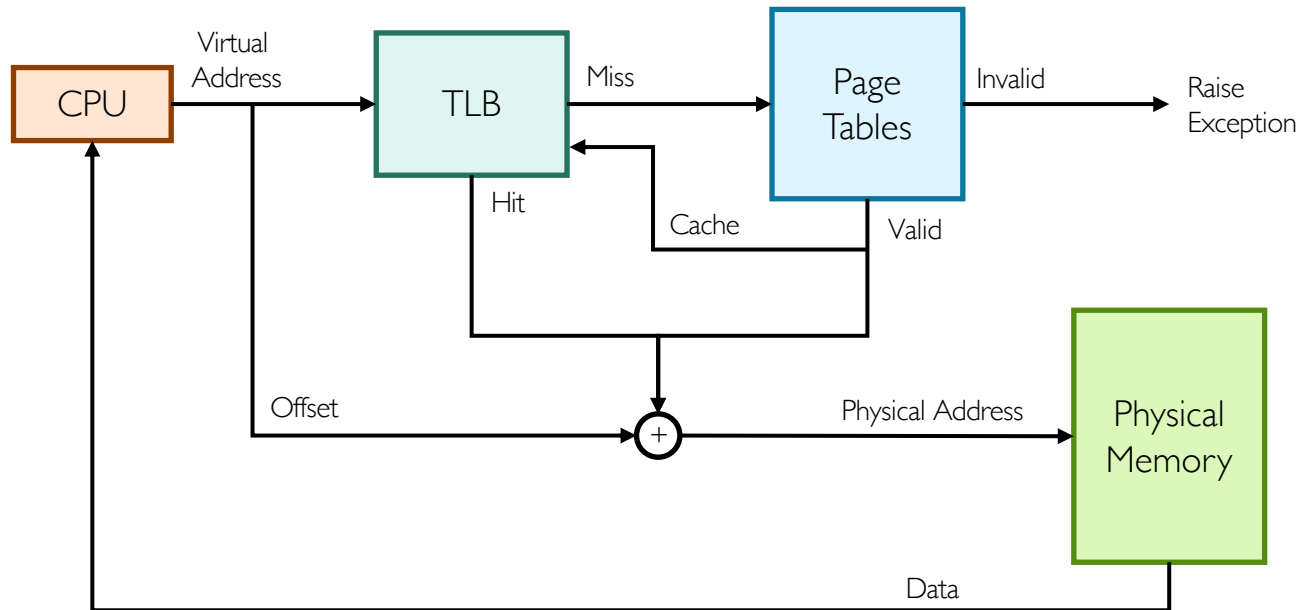 Virtual
Address
CPU
TLB
Miss
Page
Tables
Invalid
Raise
Exception
Hit
Cache
Valid
Offset
+
Physical Address
Physical
Memory
Data